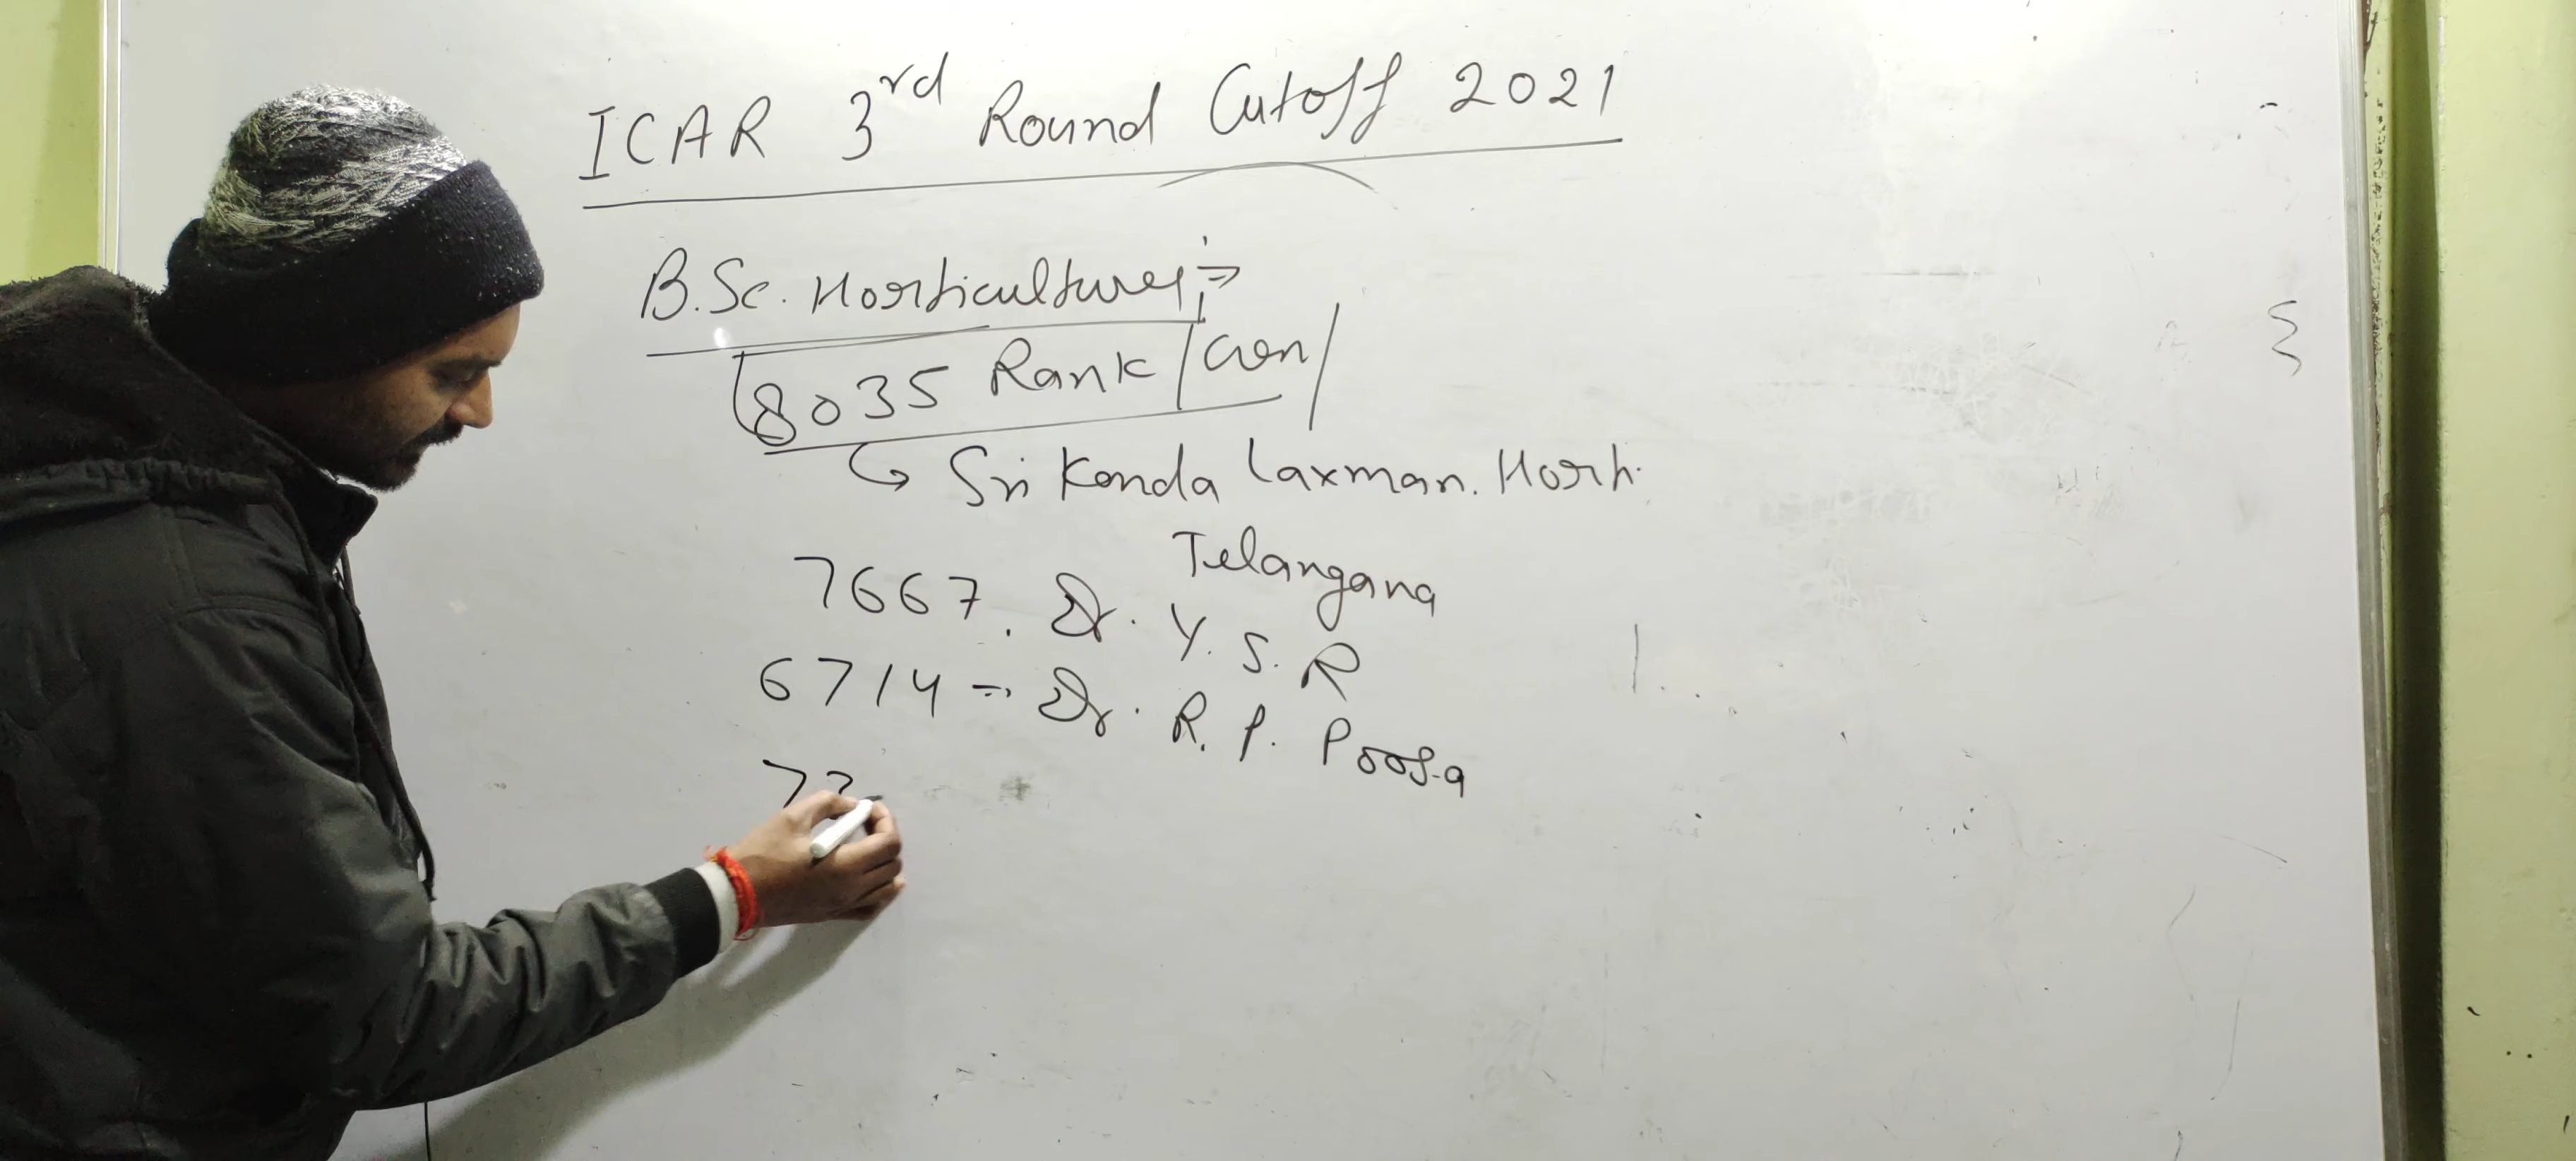 ICAR 3rd Round Cutoff 2021
B.Sc. Horticulture :→
8035 Rank / Gen /
↳ Sri Konda Laxman. Horti.
Telangana
7667. Dr. Y. S. R
6714 → Dr. R. P. Poosa
73